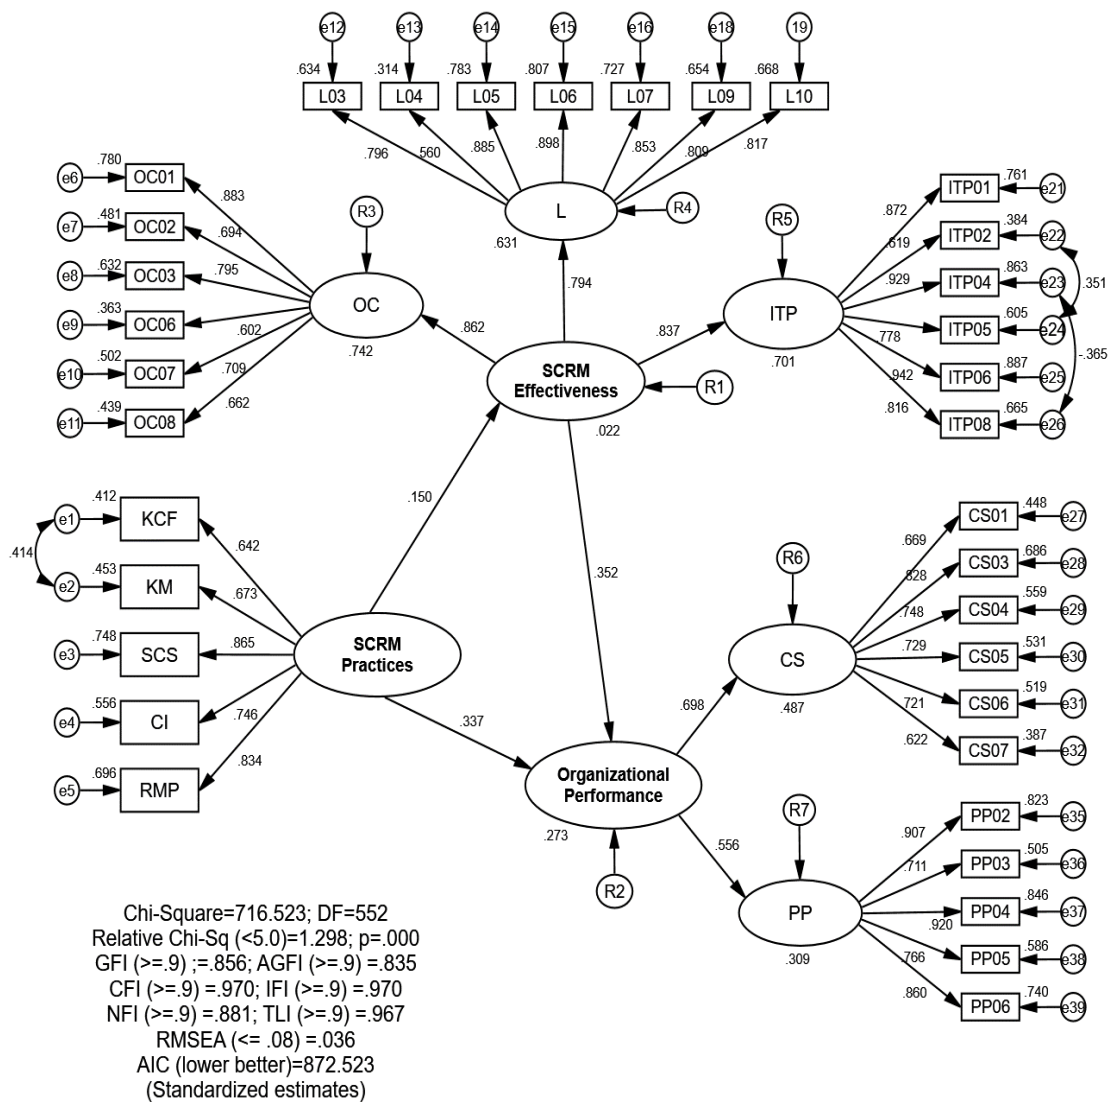 e12 e13 e14 e15 e16 e18 19
.634 .314 .783 .807 .727 .654 .668
L03 L04 L05 L06 L07 L09 L10
.796 .560 .885 .898 .853 .809 .817
L
R4
.631
.794
e6 .780 OC01
e7 .481 OC02
e8 .632 OC03
e9 .363 OC06
e10 .502 OC07
e11 .439 OC08
.883
.694
.795
.602
.709
.662
R3
OC
.742
.862
R5
ITP
.701
.837
.872
.619
.929
.778
.942
.816
ITP01 .761 e21
ITP02 .384 e22
ITP04 .863 e23
ITP05 .605 e24
ITP06 .887 e25
ITP08 .665 e26
.351
-.365
SCRM
Effectiveness
R1
.022
.150
.352
.414
e1 .412 KCF
e2 .453 KM
e3 .748 SCS
e4 .556 CI
e5 .696 RMP
.642
.673
.865
.746
.834
SCRM
Practices
.337
Organizational
Performance
.273
R2
.698
.556
R6
CS
.487
.669
.828
.748
.729
.721
.622
CS01 .448 e27
CS03 .686 e28
CS04 .559 e29
CS05 .531 e30
CS06 .519 e31
CS07 .387 e32
R7
PP
.309
.907
.711
.920
.766
.860
PP02 .823 e35
PP03 .505 e36
PP04 .846 e37
PP05 .586 e38
PP06 .740 e39
Chi-Square=716.523; DF=552
Relative Chi-Sq (<5.0)=1.298; p=.000
GFI (>=.9) ;=.856; AGFI (>=.9) =.835
CFI (>=.9) =.970; IFI (>=.9) =.970
NFI (>=.9) =.881; TLI (>=.9) =.967
RMSEA (<= .08) =.036
AIC (lower better)=872.523
(Standardized estimates)